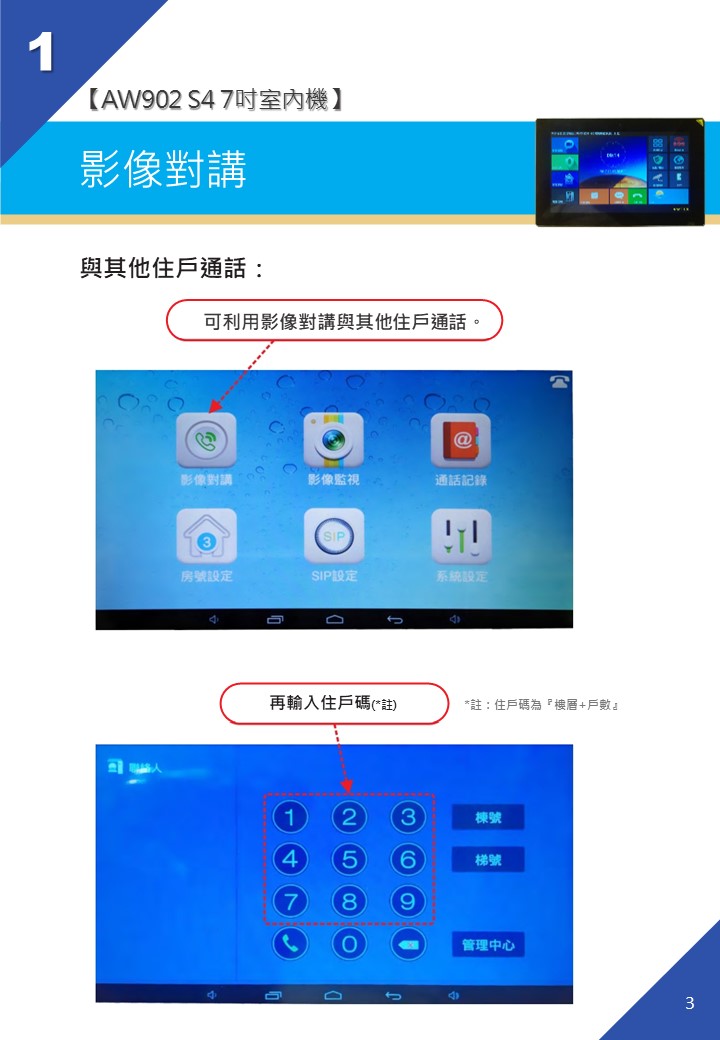 1
【AW902 S4 7吋室內機】
影像對講
與其他住戶通話：
可利用影像對講與其他住戶通話。
影像對講
影像監視
通話記錄
3
SIP
房號設定
SIP設定
系統設定
再輸入住戶碼(*註)
*註：住戶碼為『樓層+戶數』
聯絡人
1 2 3 棟號
4 5 6 梯號
7 8 9
0 管理中心
3